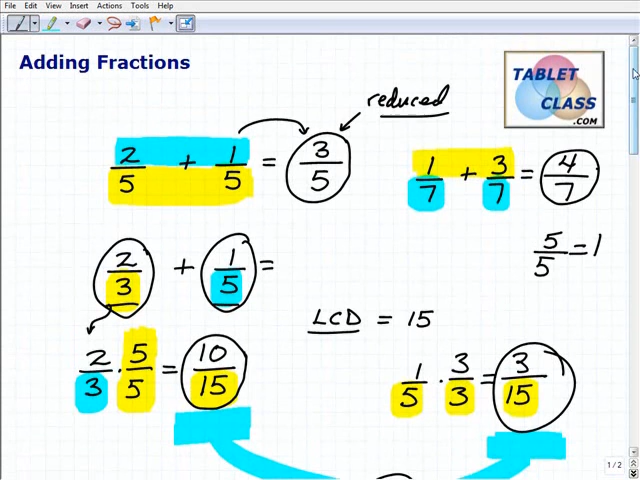 File Edit View Insert Actions Tools Help
Adding Fractions
TABLET
CLASS
.COM
reduced
2/5 + 1/5 = 3/5
1/7 + 3/7 = 4/7
5/5 = 1
2/3 + 1/5 =
LCD = 15
2/3 · 5/5 = 10/15
1/5 · 3/3 = 3/15
1/2